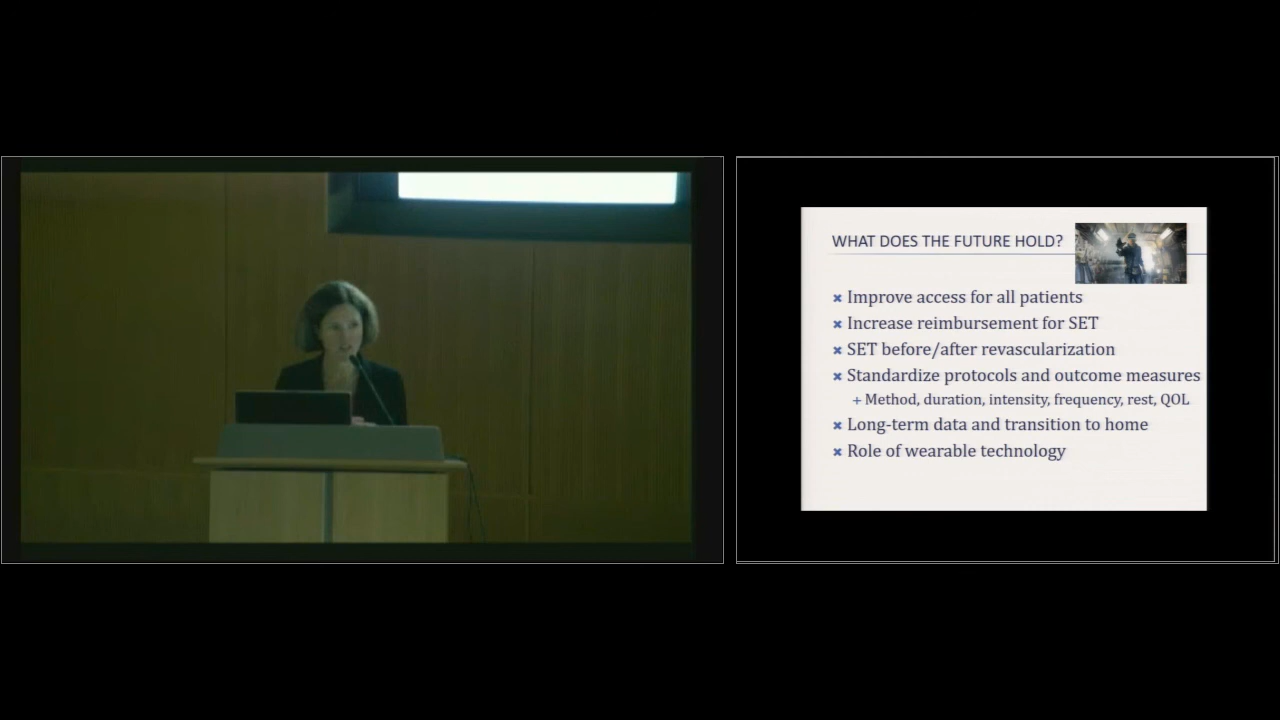 WHAT DOES THE FUTURE HOLD?
Improve access for all patients
Increase reimbursement for SET
SET before/after revascularization
Standardize protocols and outcome measures
+ Method, duration, intensity, frequency, rest, QOL
Long-term data and transition to home
Role of wearable technology